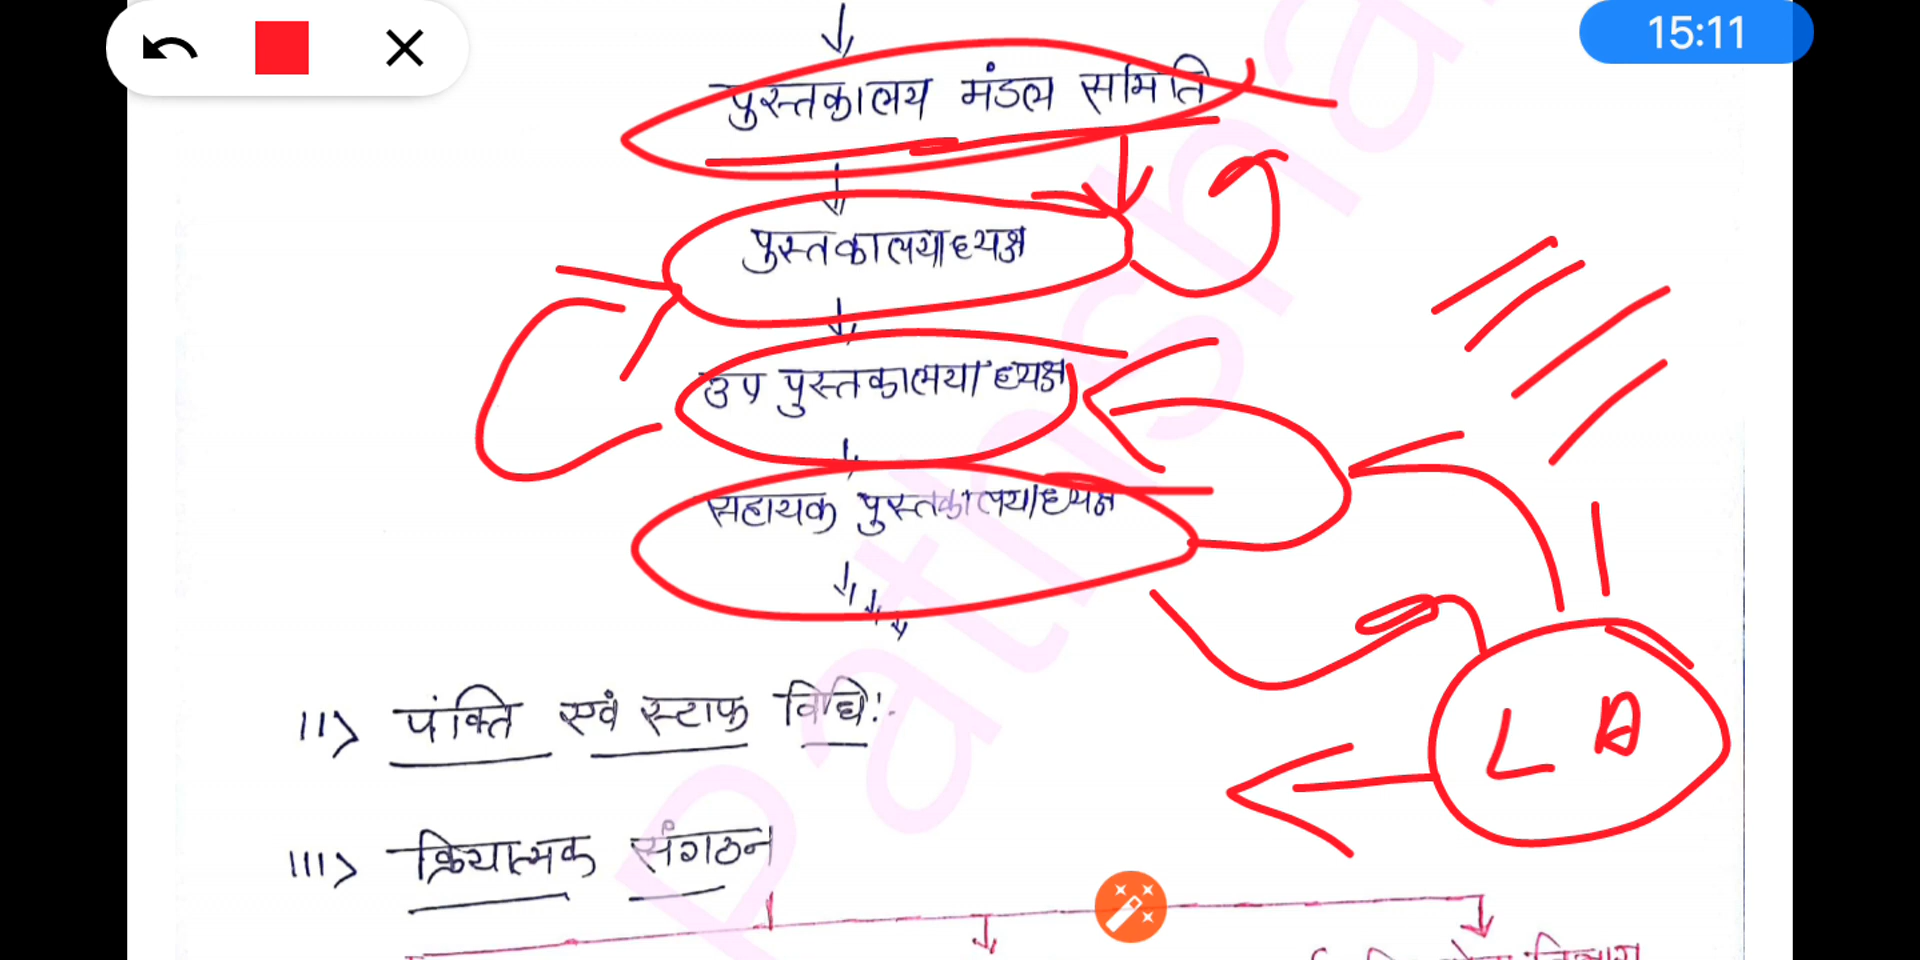 15:11
पुस्तकालय मंडल समिति
पुस्तकालयाध्यक्ष
उप पुस्तकालयाध्यक्ष
सहायक पुस्तकालयाध्यक्ष
L A
II> पंक्ति एवं स्टाफ विधि:-
III> क्रियात्मक संगठन
विभाग